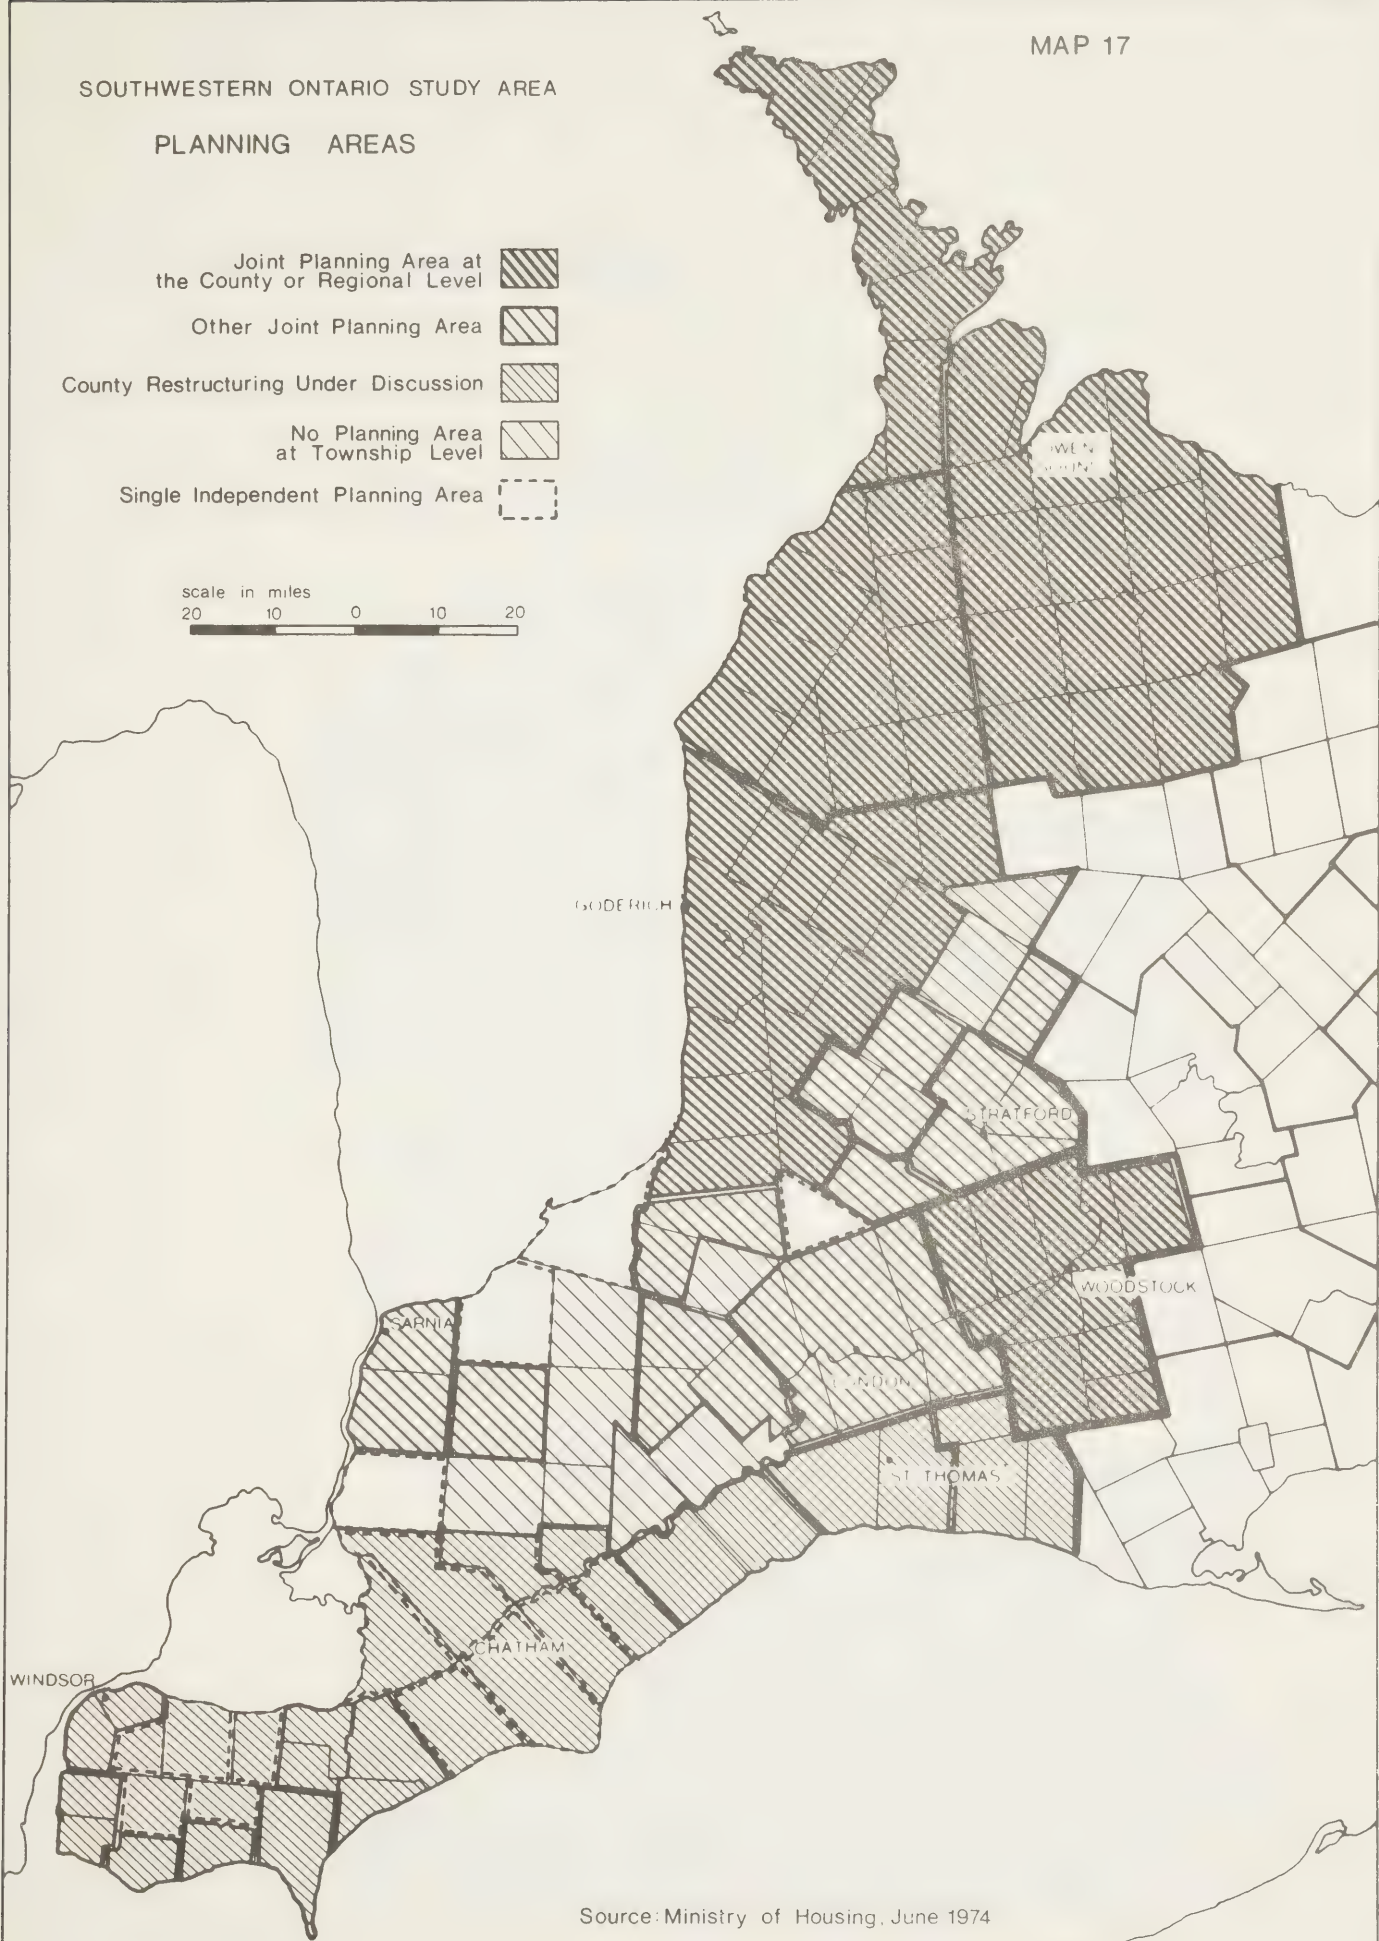 MAP 17
SOUTHWESTERN ONTARIO STUDY AREA
PLANNING AREAS
Joint Planning Area at
the County or Regional Level
Other Joint Planning Area
County Restructuring Under Discussion
No Planning Area
at Township Level
Single Independent Planning Area
scale in miles
20 10 0 10 20
OWEN
SOUND
GODERICH
STRATFORD
WOODSTOCK
SARNIA
LONDON
ST. THOMAS
CHATHAM
WINDSOR
Source: Ministry of Housing, June 1974